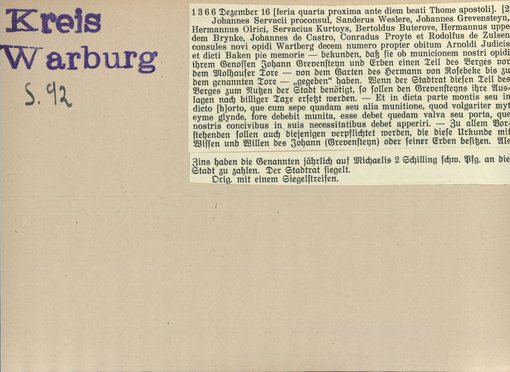 Kreis
Warburg
S. 92
1366 Dezember 16 [feria quarta proxima ante diem beati Thome apostoli]. [2
Johannes Servacii proconsul, Sanderus Weslere, Johannes Grevensteyn,
Hermannus Olrici, Servacius Kurtoys, Bertoldus Buterove, Hermannus uppe
dem Brynke, Johannes de Castro, Conradus Proyte et Rodolfus de Zulsen
consules novi opidi Wartberg decem numero propter obitum Arnoldi Judicis
et dicti Baken pie memorie — bekunden, daß sie ob municionem nostri opidi
ihrem Genossen Johann Grevensteyn und Erben einen Teil des Berges vor
dem Molhauser Tore — von dem Garten des Hermann von Rosebeke bis zu
dem genannten Tore — „gegeben“ haben. Wenn der Stadtrat diesen Teil des
Berges zum Nutzen der Stadt benötigt, so sollen den Grevensteyns ihre Aus-
lagen nach billiger Taxe ersetzt werden. — Et in dicta parte montis seu in
dicto [h]orto, que cum sepe quadam seu alia munitione, quod volgariter myt
eyme glynde, fore debebit munita, esse debet quedam valva seu porta, que
nostris concivibus in suis necessitatibus debet apperiri. — Zu allem Vor-
stehenden sollen auch diejenigen verpflichtet werden, die diese Urkunde mit
Wissen und Willen des Johann (Grevensteyn) oder seiner Erben besitzen. Als
Zins haben die Genannten jährlich auf Michaelis 2 Schilling schw. Pfg. an die
Stadt zu zahlen. Der Stadtrat siegelt.
Orig. mit einem Siegelstreifen.